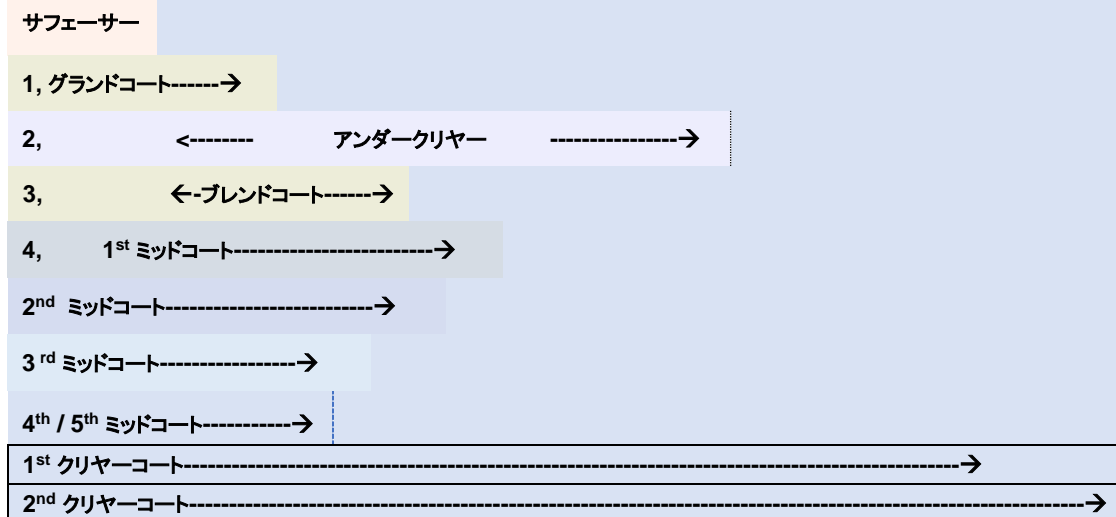 サフェーサー
1, グランドコート------→
2, <-------- アンダークリヤー ----------------→
3, ←-ブレンドコート------→
4, 1st ミッドコート-------------------------→
2nd ミッドコート--------------------------→
3 rd ミッドコート-----------------→
4th / 5th ミッドコート-----------→
1st クリヤーコート-------------------------------------------------------------------------------------------------→
2nd クリヤーコート----------------------------------------------------------------------------------------------------------------→